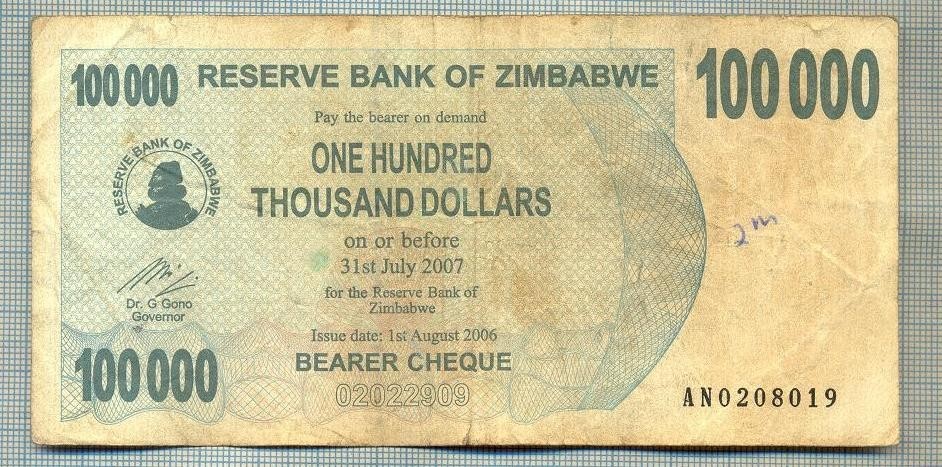 100 000 RESERVE BANK OF ZIMBABWE 100 000
Pay the bearer on demand
ONE HUNDRED
THOUSAND DOLLARS
RESERVE BANK OF ZIMBABWE
on or before
31st July 2007
for the Reserve Bank of
Zimbabwe
Dr. G Gono
Governor
2m
Issue date: 1st August 2006
BEARER CHEQUE
100 000
02022909
AN0208019